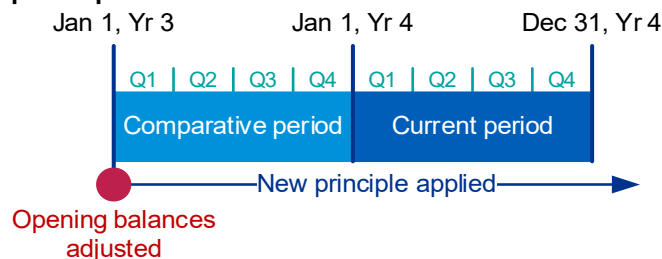 Jan 1, Yr 3 Jan 1, Yr 4 Dec 31, Yr 4
Q1 Q2 Q3 Q4 Q1 Q2 Q3 Q4
Comparative period Current period
New principle applied
Opening balances
adjusted